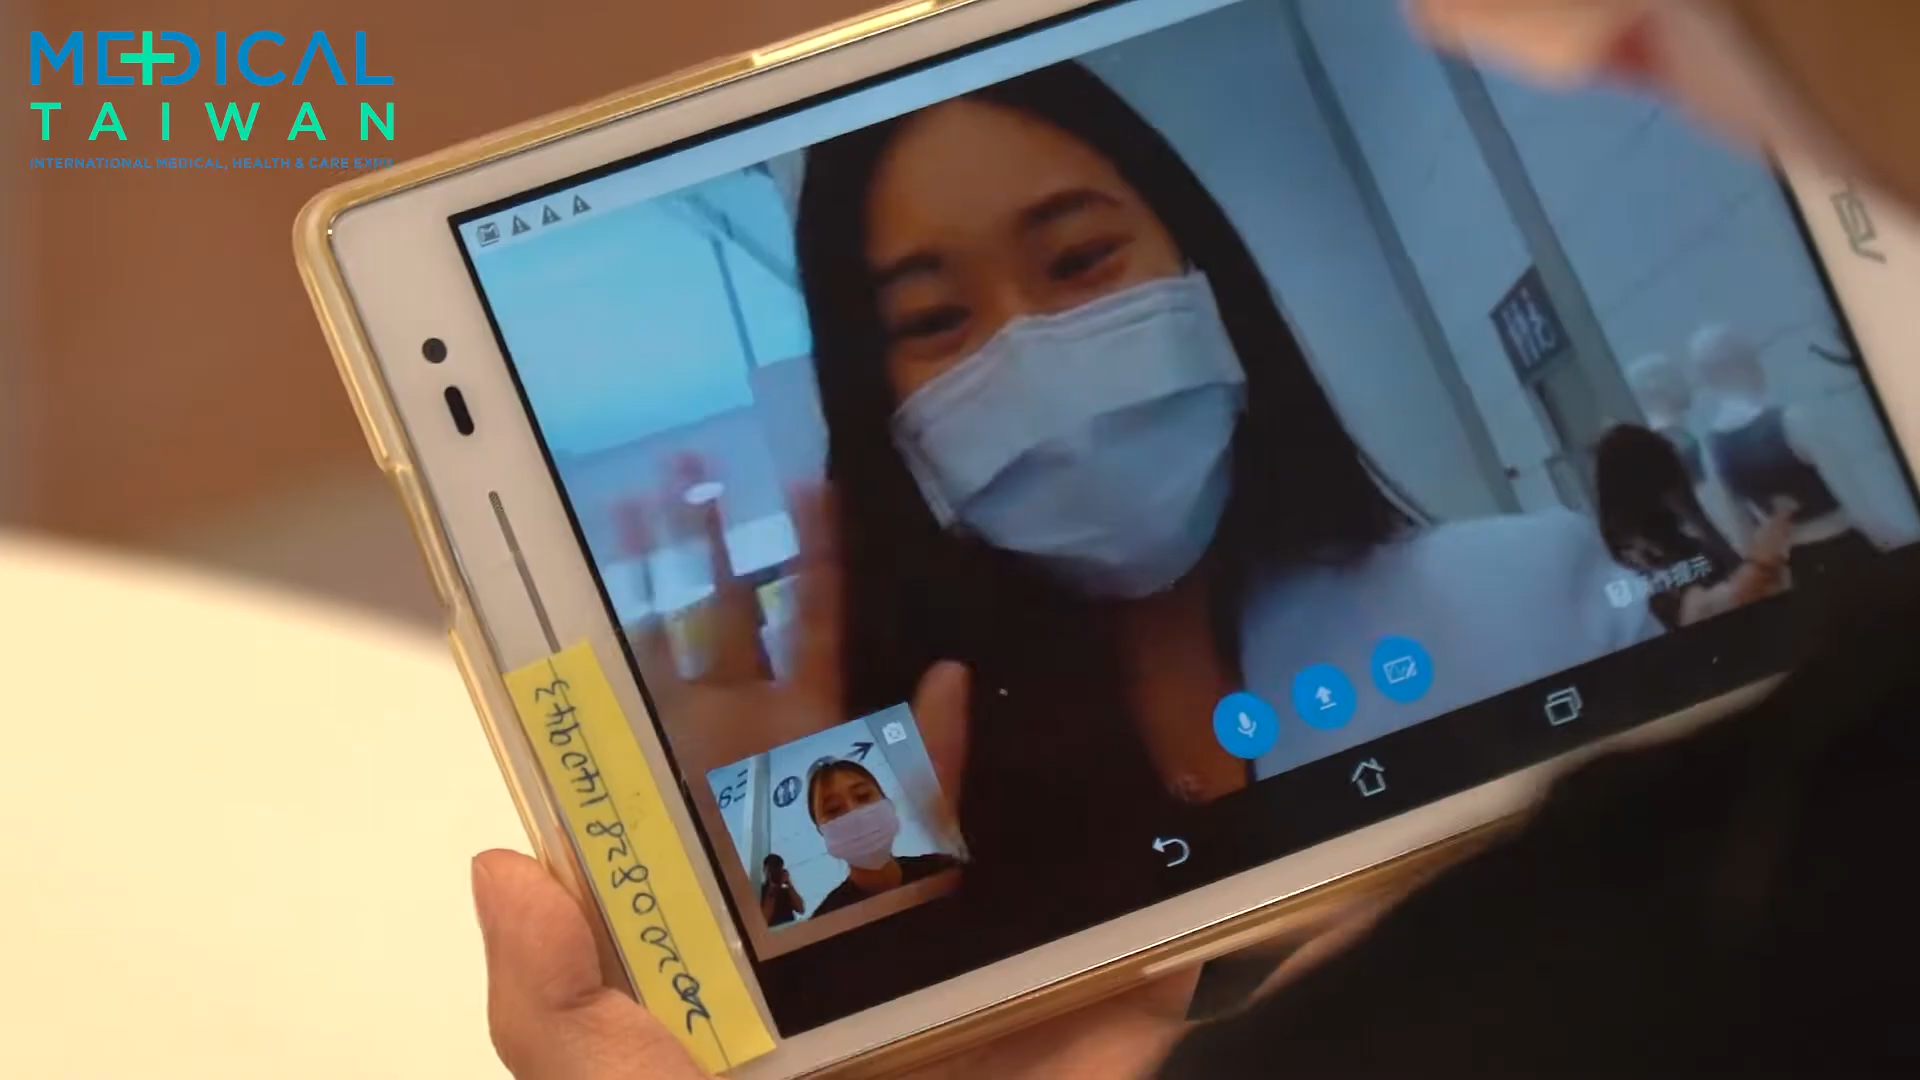 MEDICAL
TAIWAN
INTERNATIONAL MEDICAL, HEALTH & CARE EXPO
20200828140943